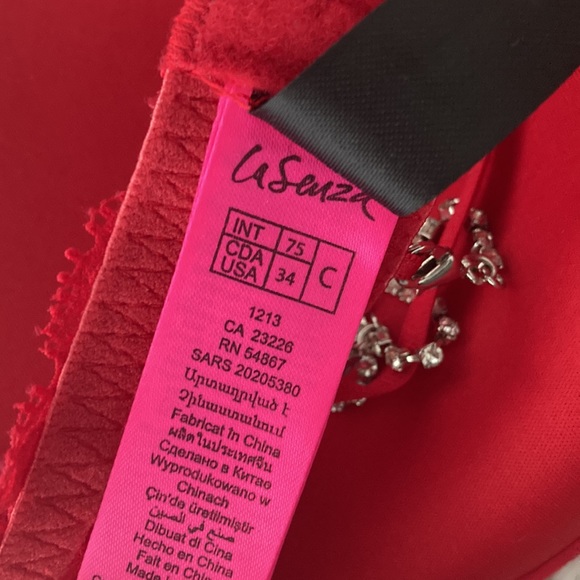 La Senza
INT 75 C
CDA
USA 34
1213
CA 23226
RN 54867
SARS 20205380
Արտադրված է
Չինաստանում
Fabricat în China
ผลิตในประเทศจีน
Сделано в Китае
Wyprodukowano w
Chinach
Çin'de üretilmiştir
صنع في الصين
Dibuat di Cina
Hecho en China
Fait en China